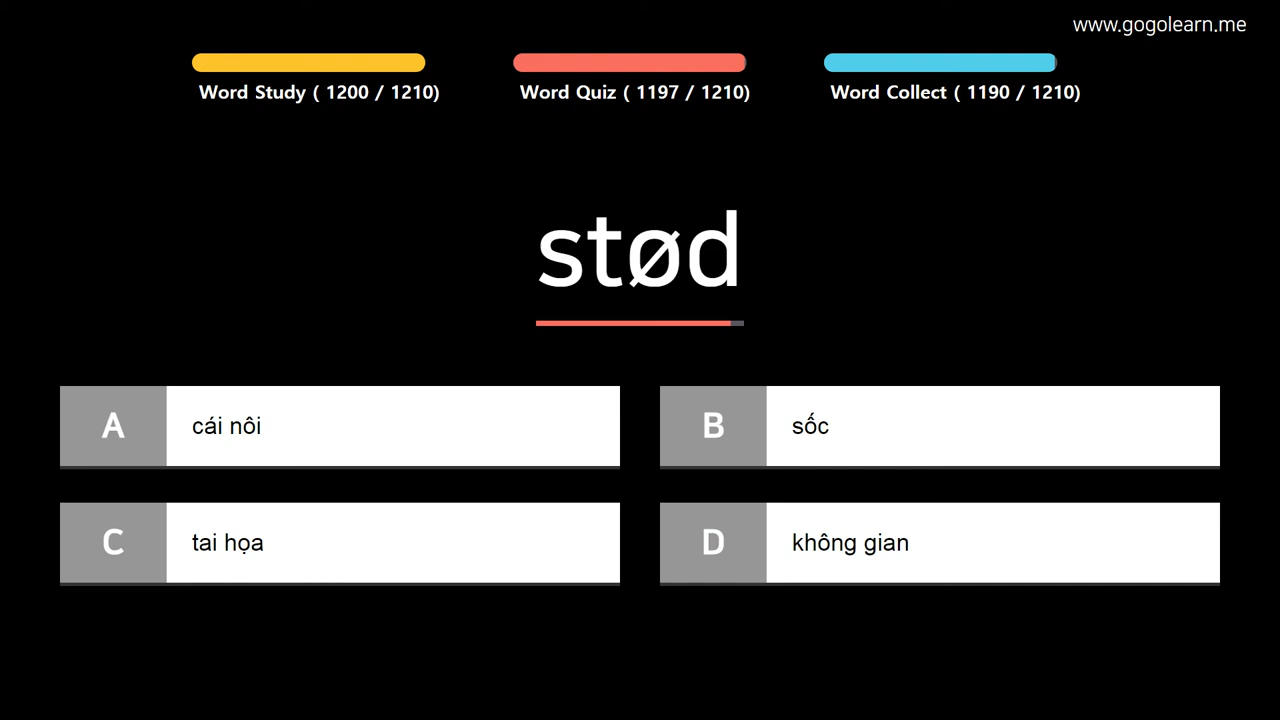 www.gogolearn.me
Word Study ( 1200 / 1210)
Word Quiz ( 1197 / 1210)
Word Collect ( 1190 / 1210)
stød
A cái nôi
B sốc
C tai họa
D không gian